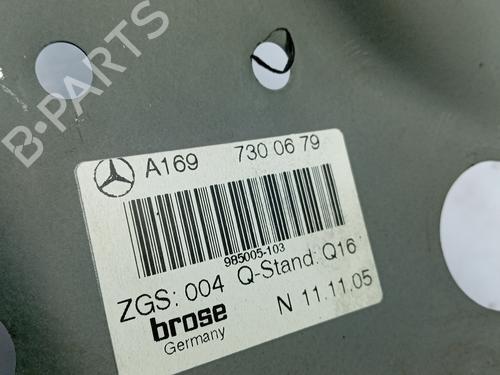 B-PARTS
A169 730 06 79
985005-103
ZGS: 004 Q-Stand: Q16
brose
Germany
N 11.11.05